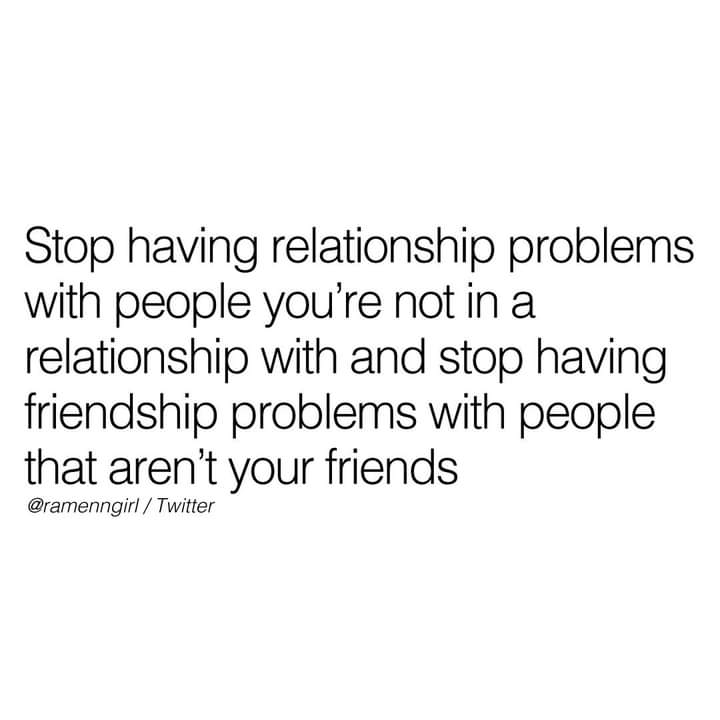 Stop having relationship problems
with people you’re not in a
relationship with and stop having
friendship problems with people
that aren’t your friends
@ramenngirl / Twitter